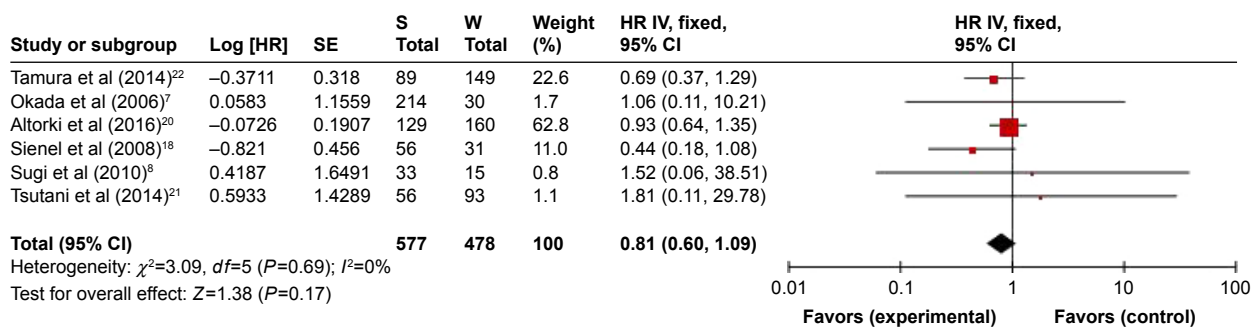 S W Weight HR IV, fixed, HR IV, fixed,
Study or subgroup Log [HR] SE Total Total (%) 95% CI 95% CI
Tamura et al (2014)²² –0.3711 0.318 89 149 22.6 0.69 (0.37, 1.29)
Okada et al (2006)⁷ 0.0583 1.1559 214 30 1.7 1.06 (0.11, 10.21)
Altorki et al (2016)²⁰ –0.0726 0.1907 129 160 62.8 0.93 (0.64, 1.35)
Sienel et al (2008)¹⁸ –0.821 0.456 56 31 11.0 0.44 (0.18, 1.08)
Sugi et al (2010)⁸ 0.4187 1.6491 33 15 0.8 1.52 (0.06, 38.51)
Tsutani et al (2014)²¹ 0.5933 1.4289 56 93 1.1 1.81 (0.11, 29.78)
Total (95% CI) 577 478 100 0.81 (0.60, 1.09)
Heterogeneity: χ²=3.09, df=5 (P=0.69); I²=0%
Test for overall effect: Z=1.38 (P=0.17)
0.01 0.1 1 10 100
Favors (experimental) Favors (control)